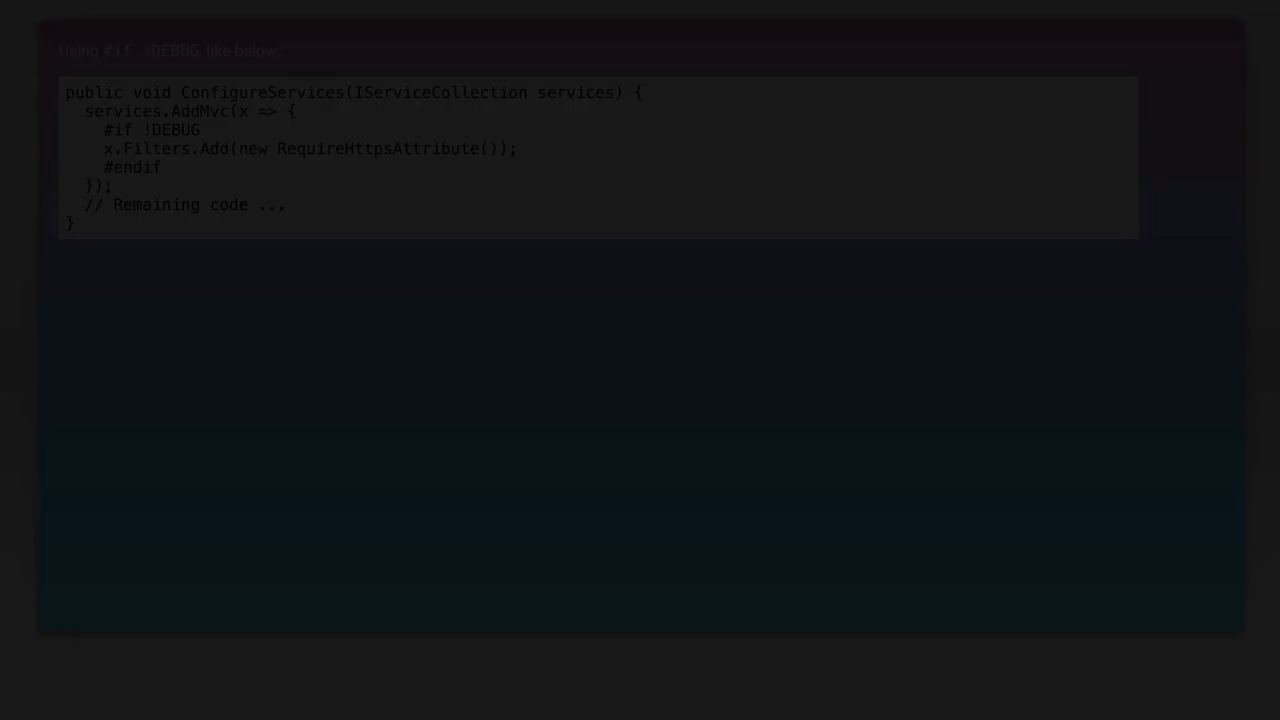 Using #if !DEBUG like below..
public void ConfigureServices(IServiceCollection services) {
  services.AddMvc(x => {
    #if !DEBUG
    x.Filters.Add(new RequireHttpsAttribute());
    #endif
  });
  // Remaining code ...
}